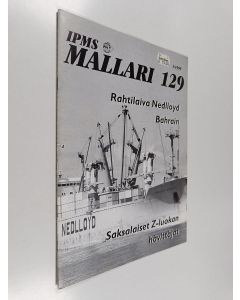 IPMS
MALLARI 129
Rahtilaiva Nedlloyd
Bahrain
NEDLLOYD
Saksalaiset Z-luokan
hävittäjät